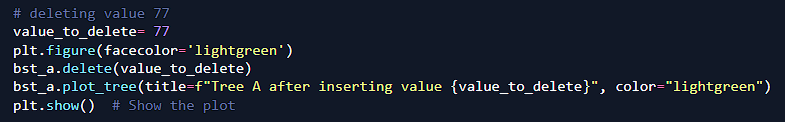 # deleting value 77
value_to_delete= 77
plt.figure(facecolor='lightgreen')
bst_a.delete(value_to_delete)
bst_a.plot_tree(title=f"Tree A after inserting value {value_to_delete}", color="lightgreen")
plt.show()  # Show the plot